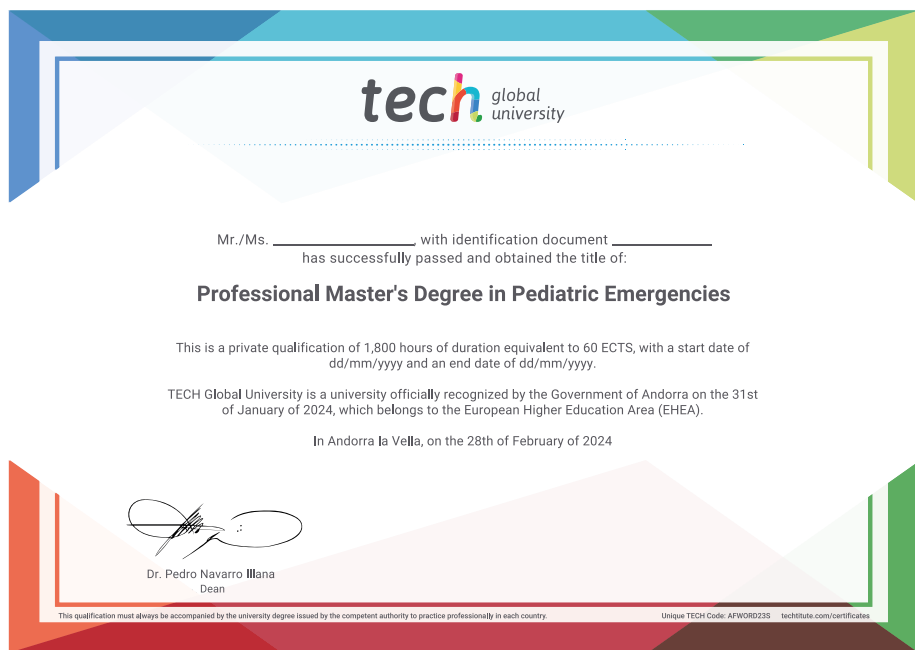 tech global university
Mr./Ms. ____________________, with identification document ______________
has successfully passed and obtained the title of:
Professional Master's Degree in Pediatric Emergencies
This is a private qualification of 1,800 hours of duration equivalent to 60 ECTS, with a start date of
dd/mm/yyyy and an end date of dd/mm/yyyy.
TECH Global University is a university officially recognized by the Government of Andorra on the 31st
of January of 2024, which belongs to the European Higher Education Area (EHEA).
In Andorra la Vella, on the 28th of February of 2024
Dr. Pedro Navarro Illana
Dean
This qualification must always be accompanied by the university degree issued by the competent authority to practice professionally in each country. Unique TECH Code: AFWORD23S techtitute.com/certificates